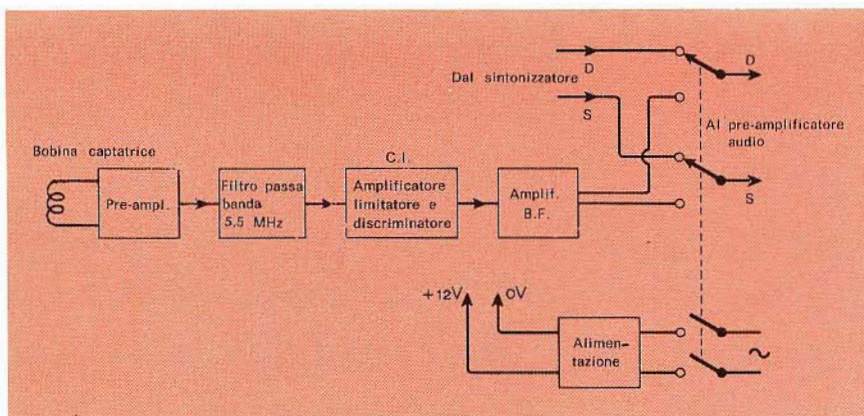 D
D
Dal sintonizzatore
S
Al pre-amplificatore
audio
S
Bobina captatrice
Pre-ampl.
Filtro passa
banda
5.5 MHz
C.I.
Amplificatore
limitatore e
discriminatore
Amplif.
B.F.
+12V
0V
Alimen-
tazione
~